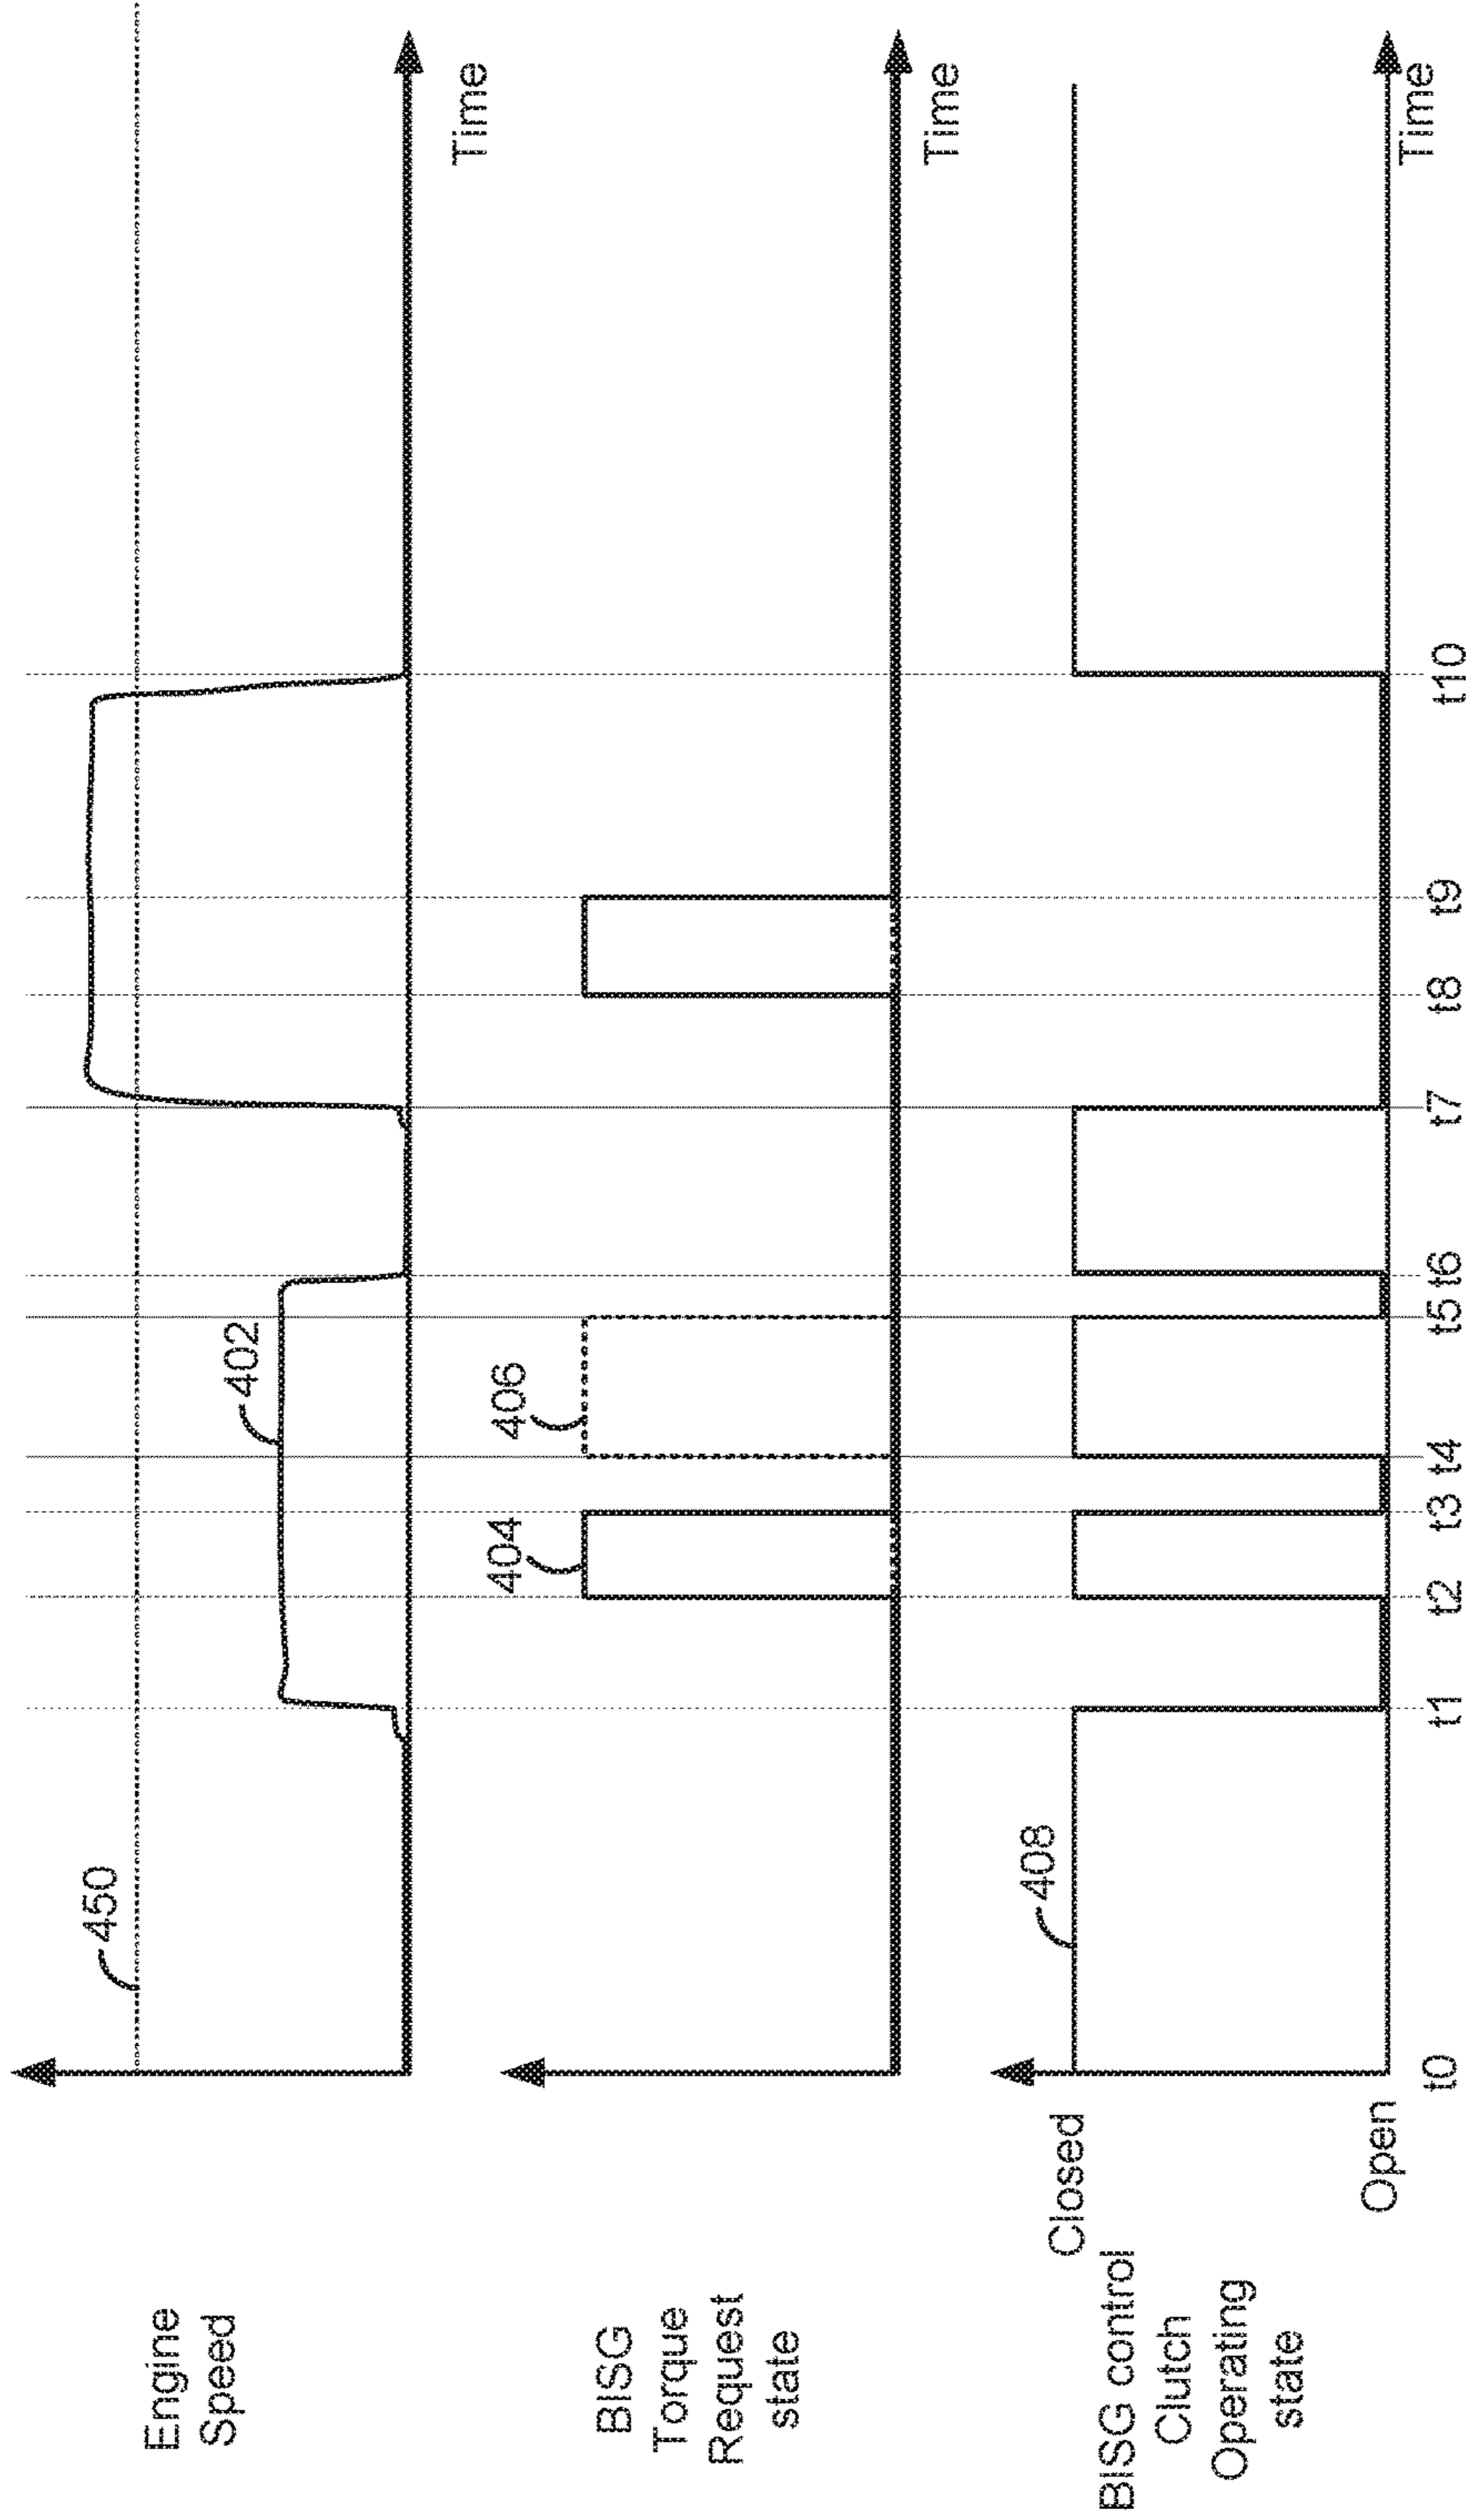 Engine
Speed
450
402
Time
BISG
Torque
Request
state
404
406
Time
Closed
BISG control
Clutch
Operating
state
Open
408
Time
t0
t1
t2
t3
t4
t5
t6
t7
t8
t9
t10